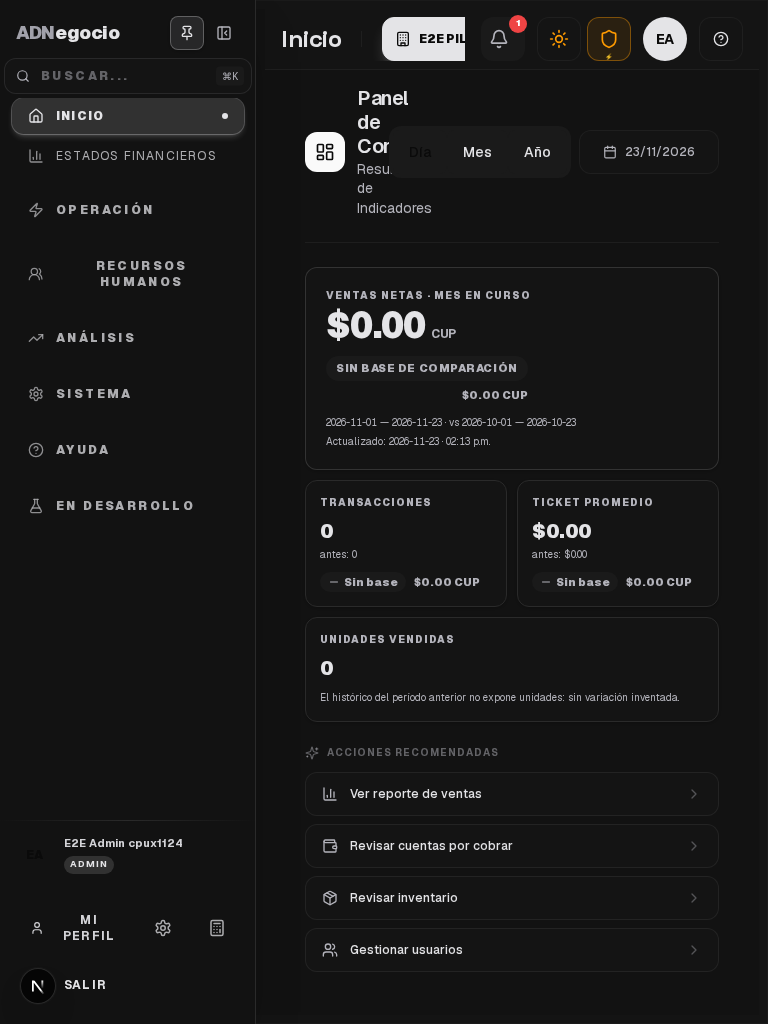 ADNegocio
BUSCAR...
⌘K
INICIO
ESTADOS FINANCIEROS
OPERACIÓN
RECURSOS
HUMANOS
ANÁLISIS
SISTEMA
AYUDA
EN DESARROLLO
EA
E2E Admin cpux1124
ADMIN
MI
PERFIL
N
SALIR
Inicio
E2E PIL
1
EA
Panel
de
Con
Resu
de
Indicadores
Día
Mes
Año
23/11/2026
VENTAS NETAS · MES EN CURSO
$0.00 CUP
SIN BASE DE COMPARACIÓN
$0.00 CUP
2026-11-01 — 2026-11-23 · vs 2026-10-01 — 2026-10-23
Actualizado: 2026-11-23 · 02:13 p.m.
TRANSACCIONES
0
antes: 0
— Sin base $0.00 CUP
TICKET PROMEDIO
$0.00
antes: $0.00
— Sin base $0.00 CUP
UNIDADES VENDIDAS
0
El histórico del período anterior no expone unidades: sin variación inventada.
ACCIONES RECOMENDADAS
Ver reporte de ventas
Revisar cuentas por cobrar
Revisar inventario
Gestionar usuarios